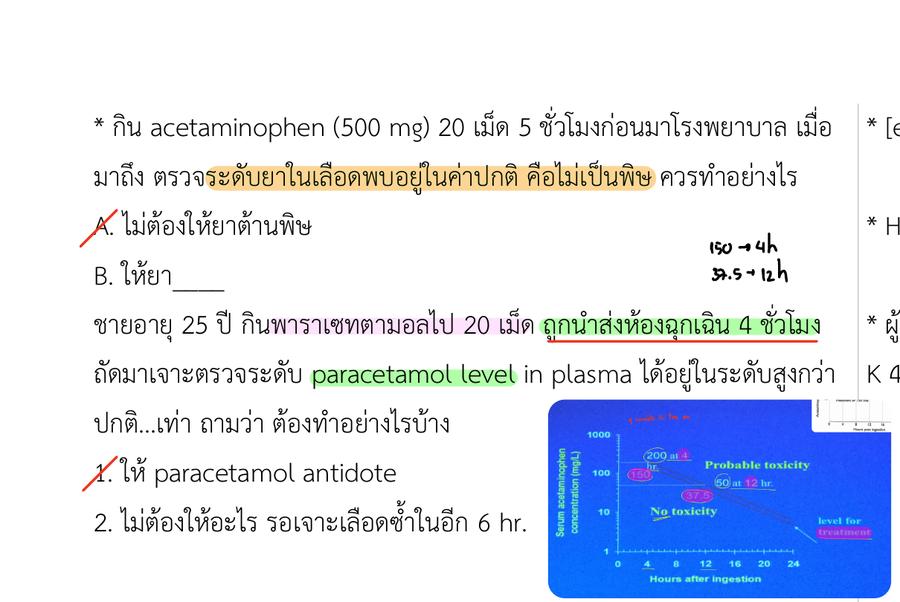 * กิน acetaminophen (500 mg) 20 เม็ด 5 ชั่วโมงก่อนมาโรงพยาบาล เมื่อ
มาถึง ตรวจระดับยาในเลือดพบอยู่ในค่าปกติ คือไม่เป็นพิษ ควรทำอย่างไร
A. ไม่ต้องให้ยาต้านพิษ
B. ให้ยา____
150 → 4h
37.5 → 12h
ชายอายุ 25 ปี กินพาราเซทตามอลไป 20 เม็ด ถูกนำส่งห้องฉุกเฉิน 4 ชั่วโมง
ถัดมาเจาะตรวจระดับ paracetamol level in plasma ได้อยู่ในระดับสูงกว่า
ปกติ...เท่า ถามว่า ต้องทำอย่างไรบ้าง
1. ให้ paracetamol antidote
2. ไม่ต้องให้อะไร รอเจาะเลือดซ้ำในอีก 6 hr.
* [e
* H
* ผู้
K 4
Serum acetaminophen
concentration (mg/L)
1000
100
10
1
200 at 4
hr.
150
Probable toxicity
50 at 12 hr.
37.5
No toxicity
level for
treatment
0 4 8 12 16 20 24
Hours after ingestion